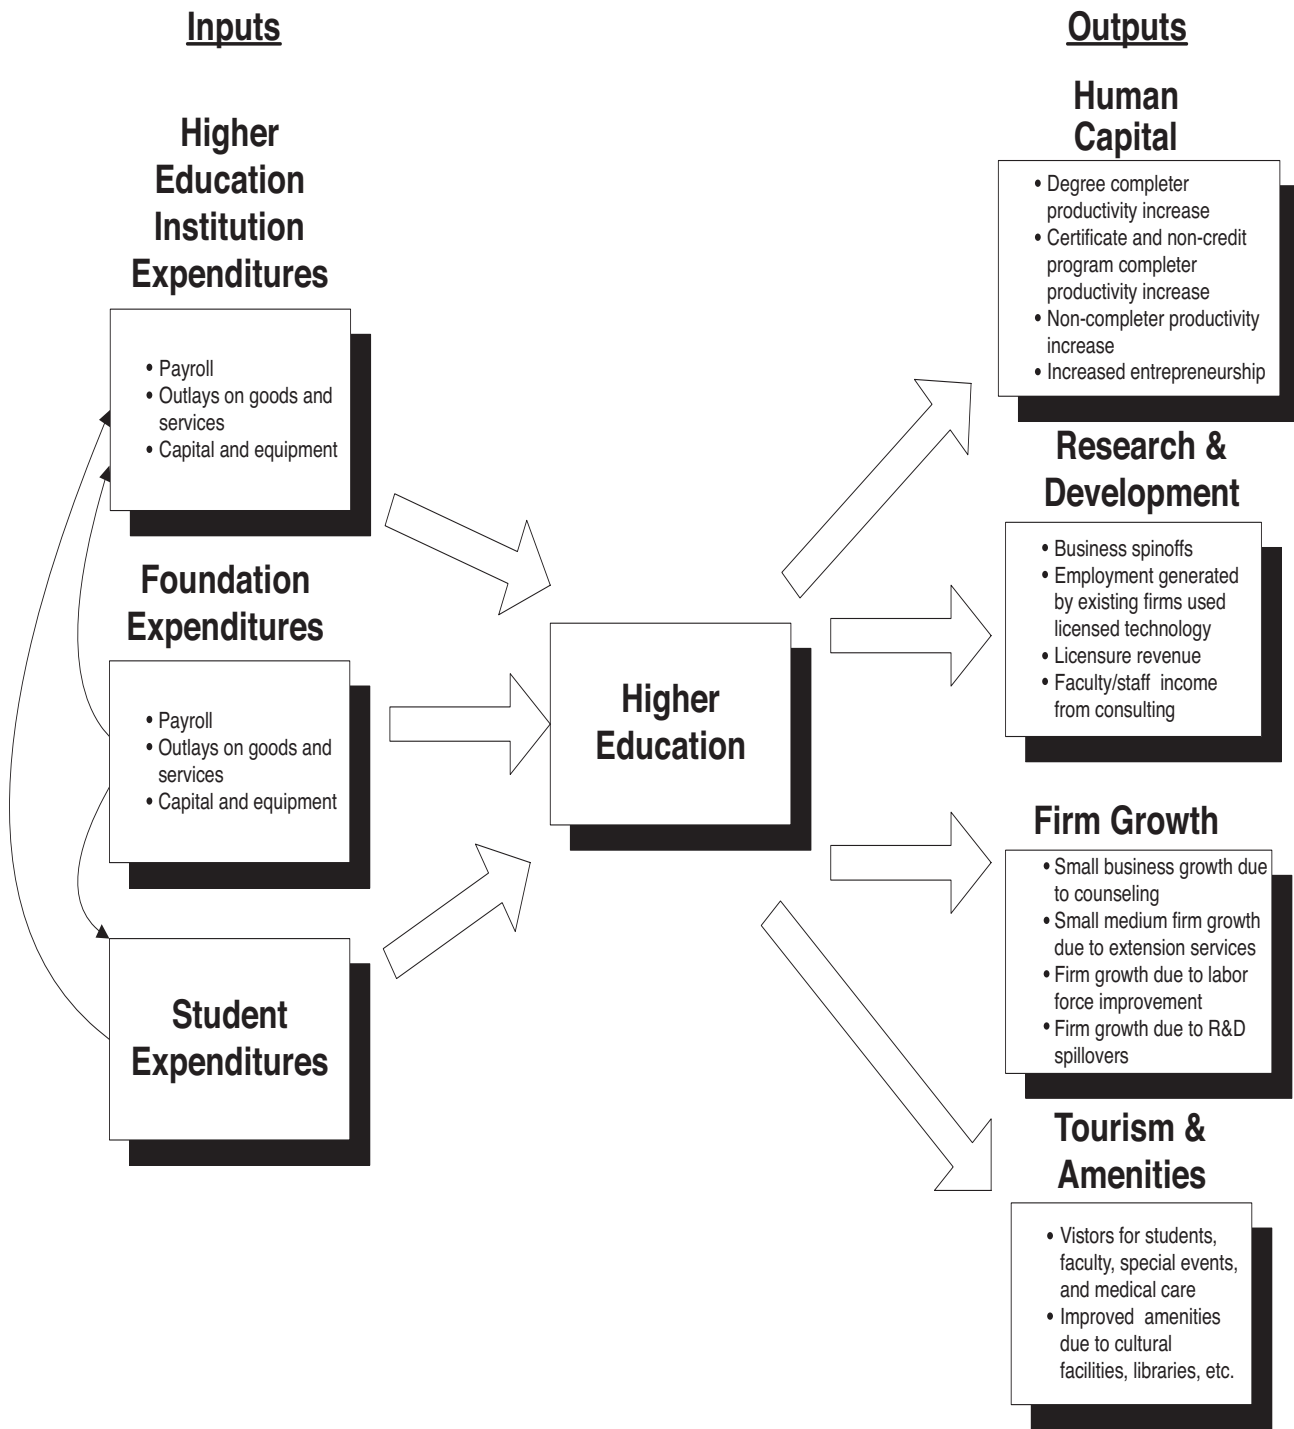 Inputs
Higher
Education
Institution
Expenditures
• Payroll
• Outlays on goods and
services
• Capital and equipment
Foundation
Expenditures
• Payroll
• Outlays on goods and
services
• Capital and equipment
Student
Expenditures
Higher
Education
Outputs
Human
Capital
• Degree completer
productivity increase
• Certificate and non-credit
program completer
productivity increase
• Non-completer productivity
increase
• Increased entrepreneurship
Research &
Development
• Business spinoffs
• Employment generated
by existing firms used
licensed technology
• Licensure revenue
• Faculty/staff income
from consulting
Firm Growth
• Small business growth due
to counseling
• Small medium firm growth
due to extension services
• Firm growth due to labor
force improvement
• Firm growth due to R&D
spillovers
Tourism &
Amenities
• Vistors for students,
faculty, special events,
and medical care
• Improved amenities
due to cultural
facilities, libraries, etc.